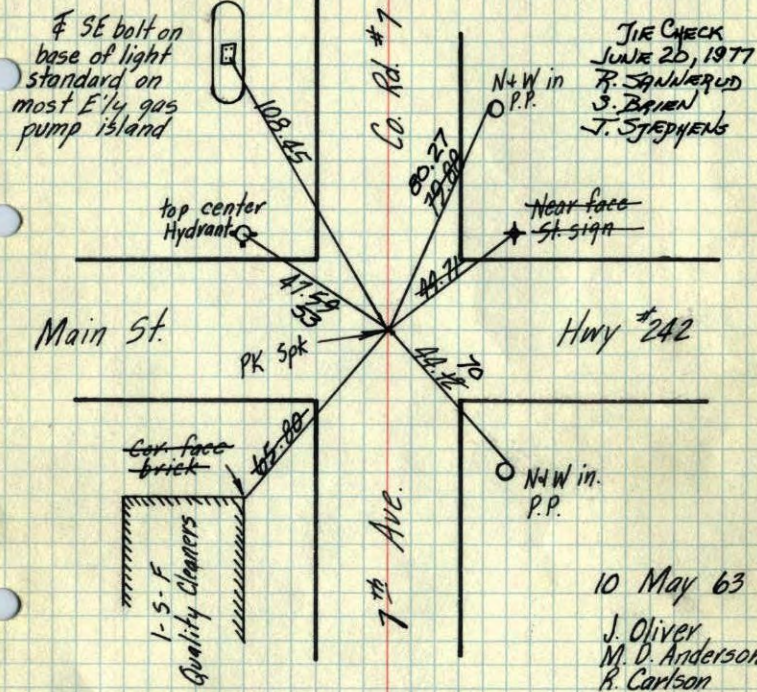 ₵ SE bolt on
base of light
standard on
most E'ly gas
pump island
108.45
Co. Rd. #7
N & W in
P.P.
TIE CHECK
JUNE 20, 1977
R. SANNERUD
S. BRIEN
J. STEPHENS
80.27
79.88
top center
Hydrant
Near face
St. sign
47.59
53
44.71
Main St.
PK Spk
Hwy #242
44.12
70
Cor. face
brick
65.80
N & W in.
P.P.
1-S-F
Quality Cleaners
7th Ave.
10 May 63
J. Oliver
M. D. Anderson
R. Carlson